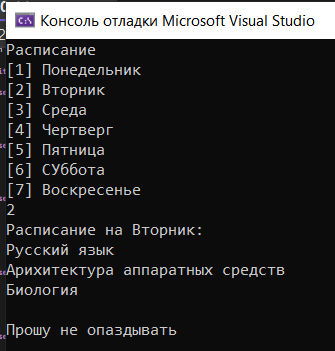 Консоль отладки Microsoft Visual Studio
Расписание
[1] Понедельник
[2] Вторник
[3] Среда
[4] Чертверг
[5] Пятница
[6] СУббота
[7] Воскресенье
2
Расписание на Вторник:
Русский язык
Арихитектура аппаратных средств
Биология
Прошу не опаздывать